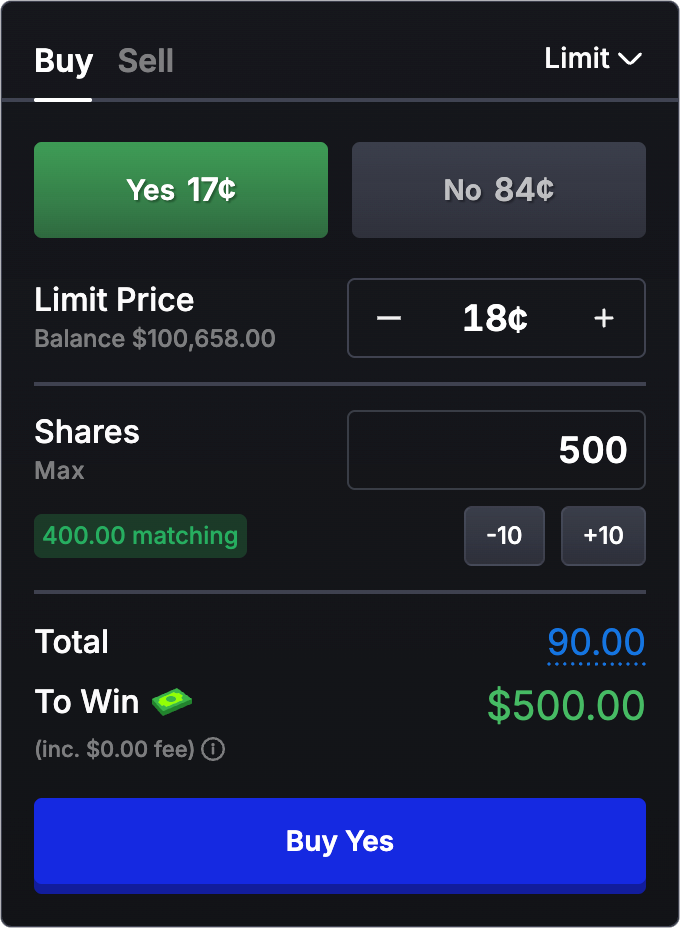 Buy Sell Limit
Yes 17¢ No 84¢
Limit Price
Balance $100,658.00
− 18¢ +
Shares
Max
500
400.00 matching -10 +10
Total 90.00
To Win $500.00
(inc. $0.00 fee)
Buy Yes